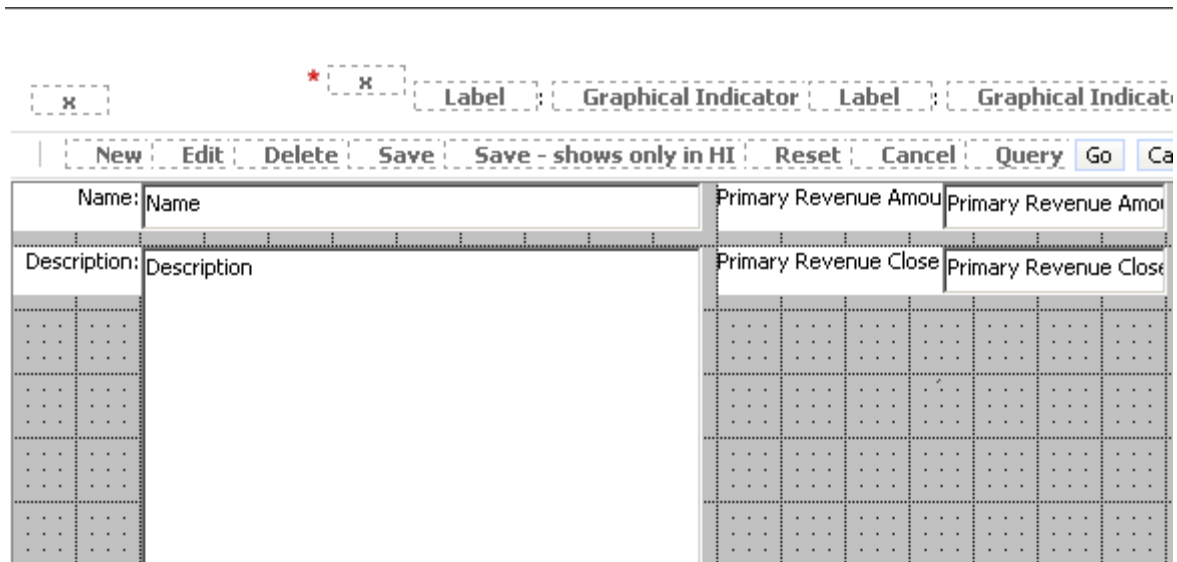 * x
x Label : Graphical Indicator Label : Graphical Indicat
New Edit Delete Save Save - shows only in HI Reset Cancel Query Go Ca
Name: Name Primary Revenue Amou Primary Revenue Amou
Description: Description Primary Revenue Close Primary Revenue Close